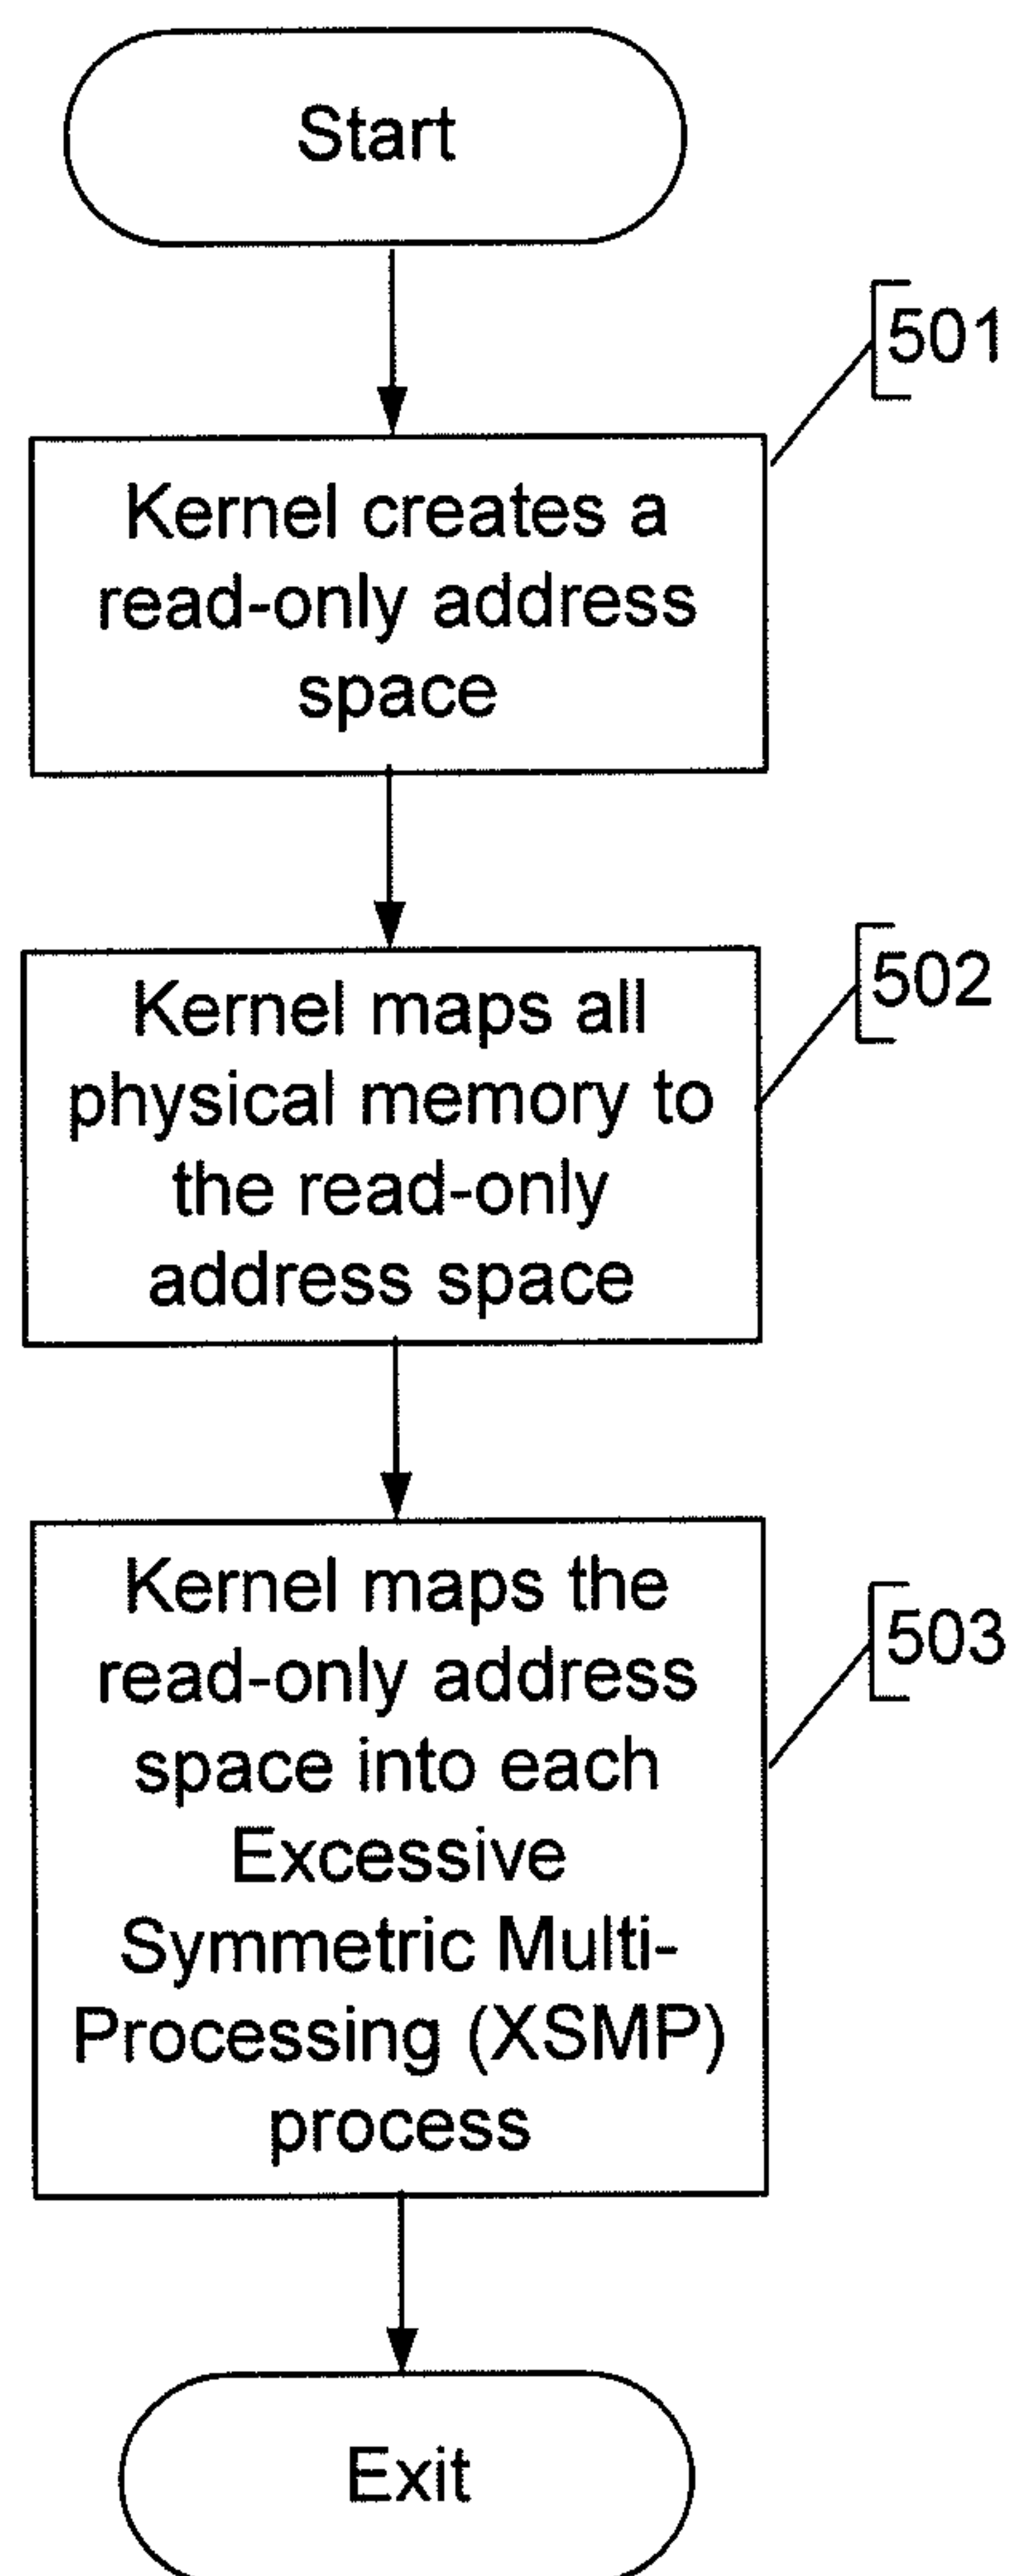 Start
501
Kernel creates a
read-only address
space
502
Kernel maps all
physical memory to
the read-only
address space
503
Kernel maps the
read-only address
space into each
Excessive
Symmetric Multi-
Processing (XSMP)
process
Exit